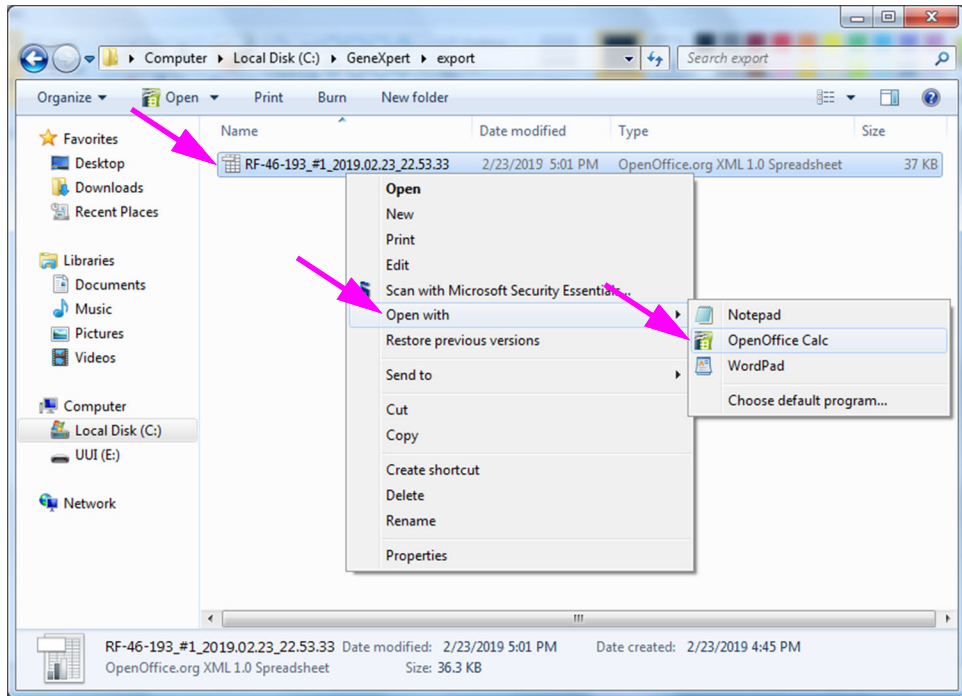 Computer Local Disk (C:) GeneXpert export Search export
Organize Open Print Burn New folder
Name Date modified Type Size
RF-46-193_#1_2019.02.23_22.53.33 2/23/2019 5:01 PM OpenOffice.org XML 1.0 Spreadsheet 37 KB
Favorites
Desktop
Downloads
Recent Places
Libraries
Documents
Music
Pictures
Videos
Computer
Local Disk (C:)
UUI (E:)
Network
Open
New
Print
Edit
Scan with Microsoft Security Essentials...
Open with
Restore previous versions
Send to
Cut
Copy
Create shortcut
Delete
Rename
Properties
Notepad
OpenOffice Calc
WordPad
Choose default program...
RF-46-193_#1_2019.02.23_22.53.33 Date modified: 2/23/2019 5:01 PM Date created: 2/23/2019 4:45 PM
OpenOffice.org XML 1.0 Spreadsheet Size: 36.3 KB